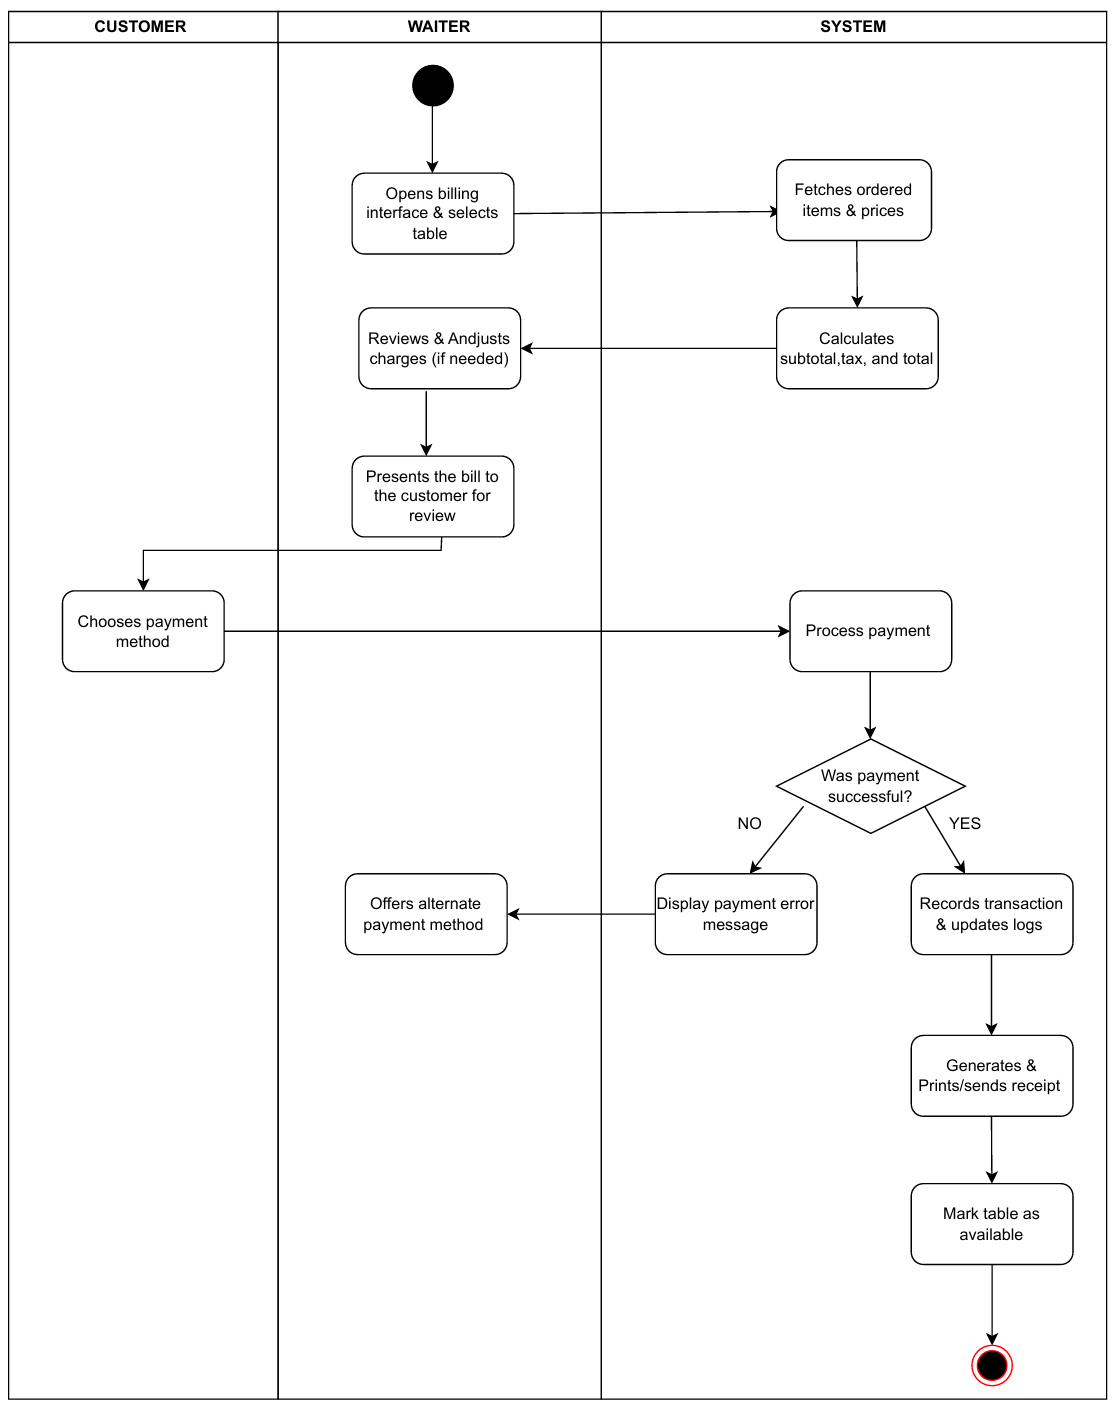 CUSTOMER
WAITER
SYSTEM
Opens billing
interface & selects
table
Fetches ordered
items & prices
Calculates
subtotal,tax, and total
Reviews & Andjusts
charges (if needed)
Presents the bill to
the customer for
review
Chooses payment
method
Process payment
Was payment
successful?
NO
YES
Display payment error
message
Offers alternate
payment method
Records transaction
& updates logs
Generates &
Prints/sends receipt
Mark table as
available